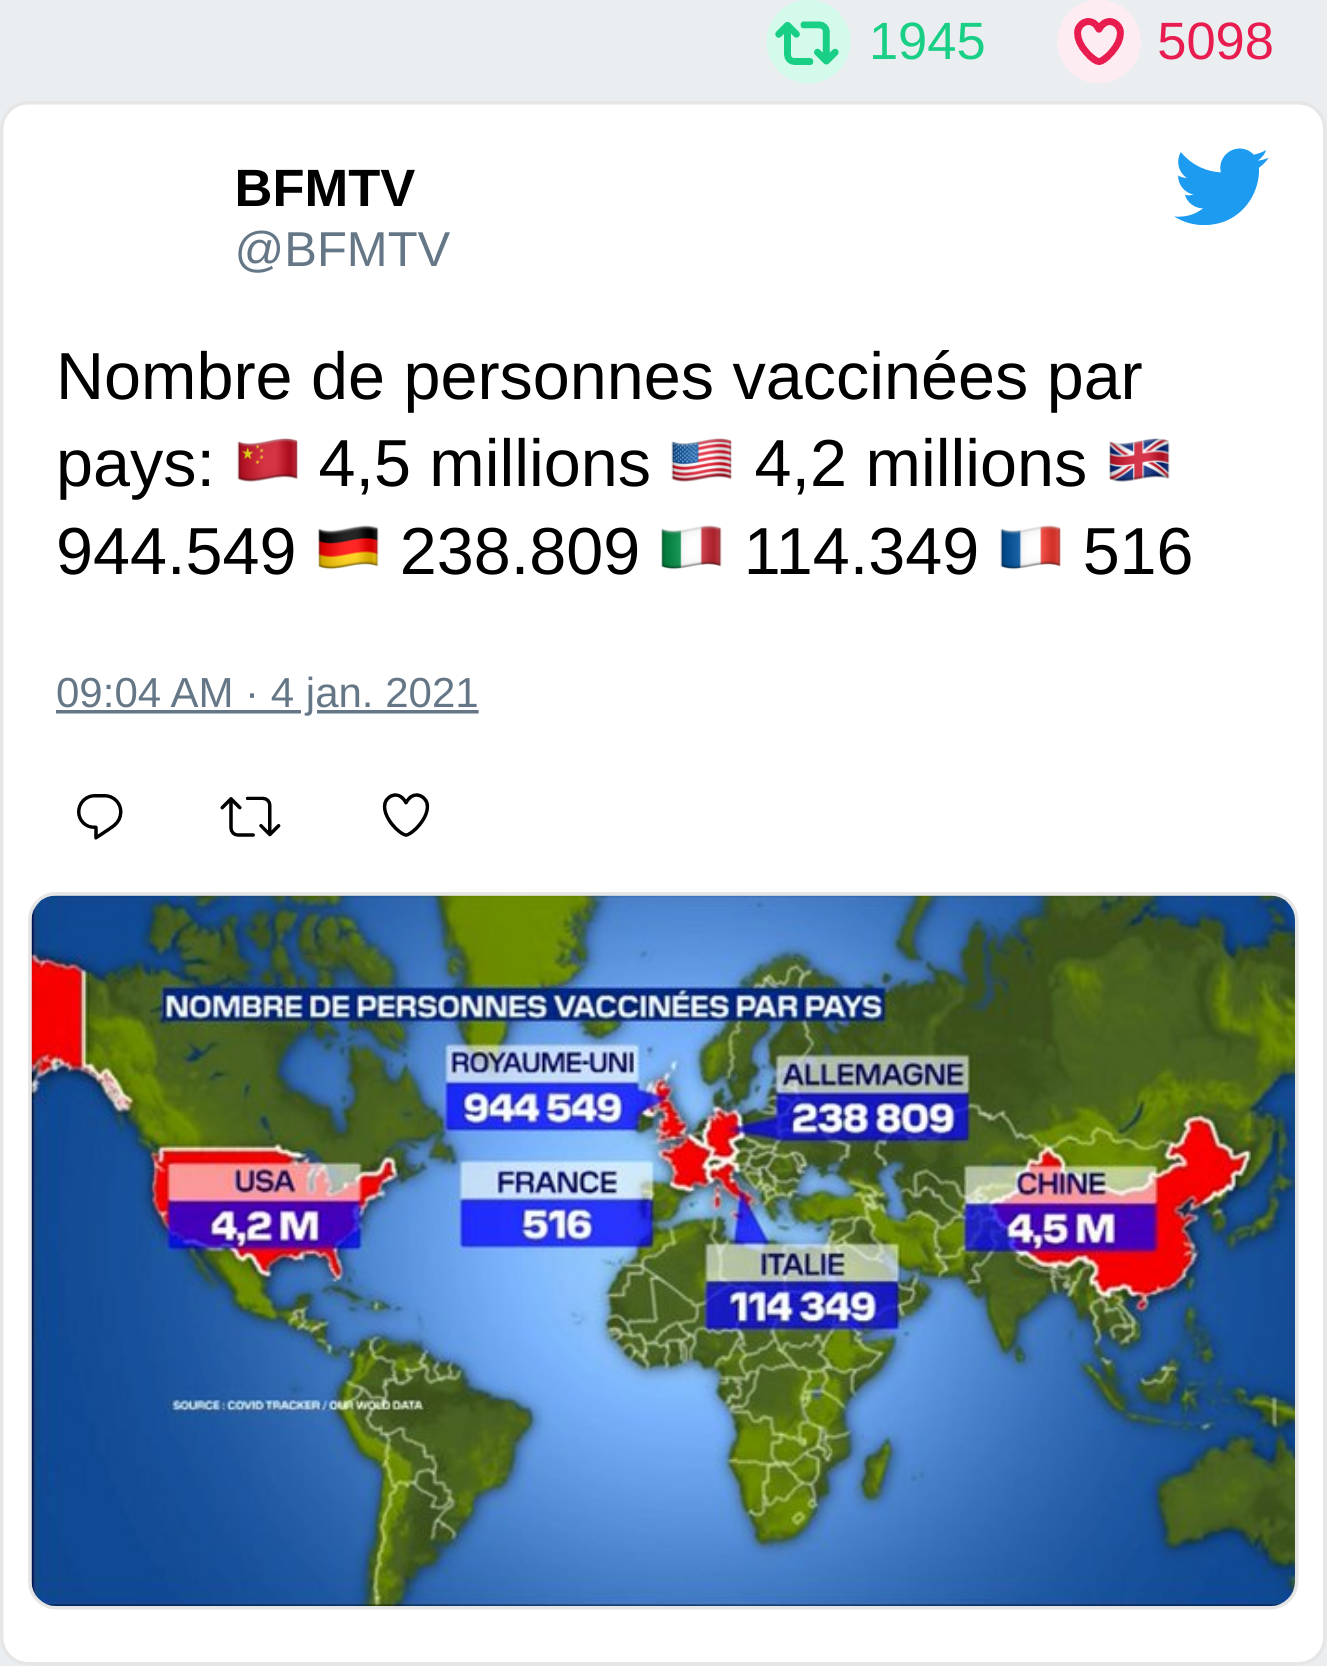 1945 5098
BFMTV
@BFMTV
Nombre de personnes vaccinées par
pays: 🇨🇳 4,5 millions 🇺🇸 4,2 millions 🇬🇧
944.549 🇩🇪 238.809 🇮🇹 114.349 🇫🇷 516
09:04 AM · 4 jan. 2021
NOMBRE DE PERSONNES VACCINÉES PAR PAYS
ROYAUME-UNI
944 549
ALLEMAGNE
238 809
USA
4,2 M
FRANCE
516
CHINE
4,5 M
ITALIE
114 349
SOURCE : COVID TRACKER / OUR WOLD DATA